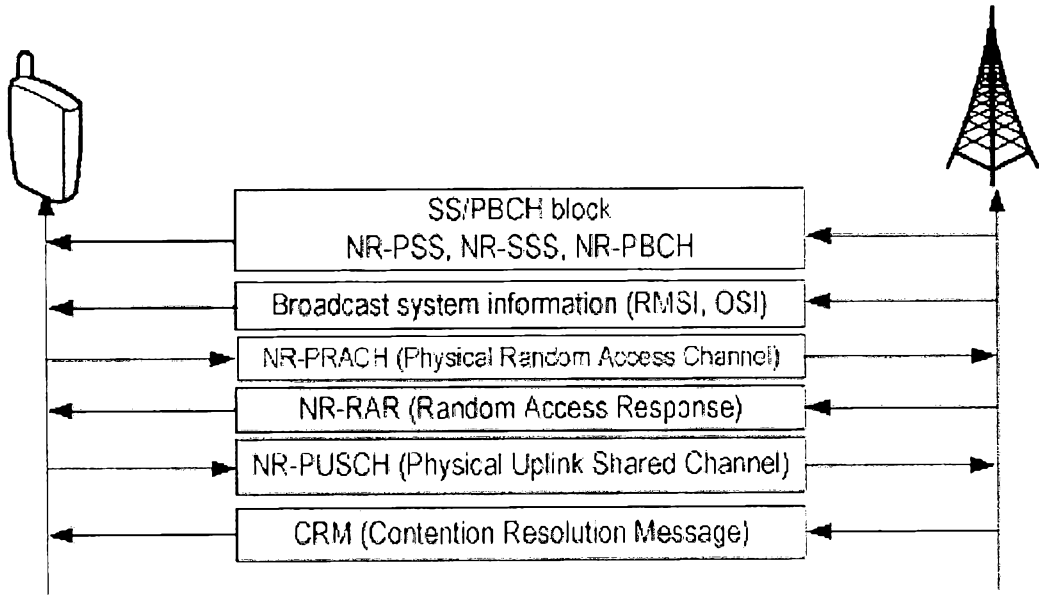 SS/PBCH block
NR-PSS, NR-SSS, NR-PBCH
Broadcast system information (RMSI, OSI)
NR-PRACH (Physical Random Access Channel)
NR-RAR (Random Access Response)
NR-PUSCH (Physical Uplink Shared Channel)
CRM (Contention Resolution Message)